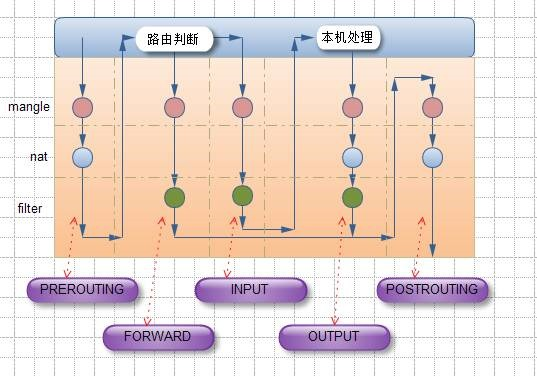 路由判断
本机处理
mangle
nat
filter
PREROUTING
INPUT
POSTROUTING
FORWARD
OUTPUT